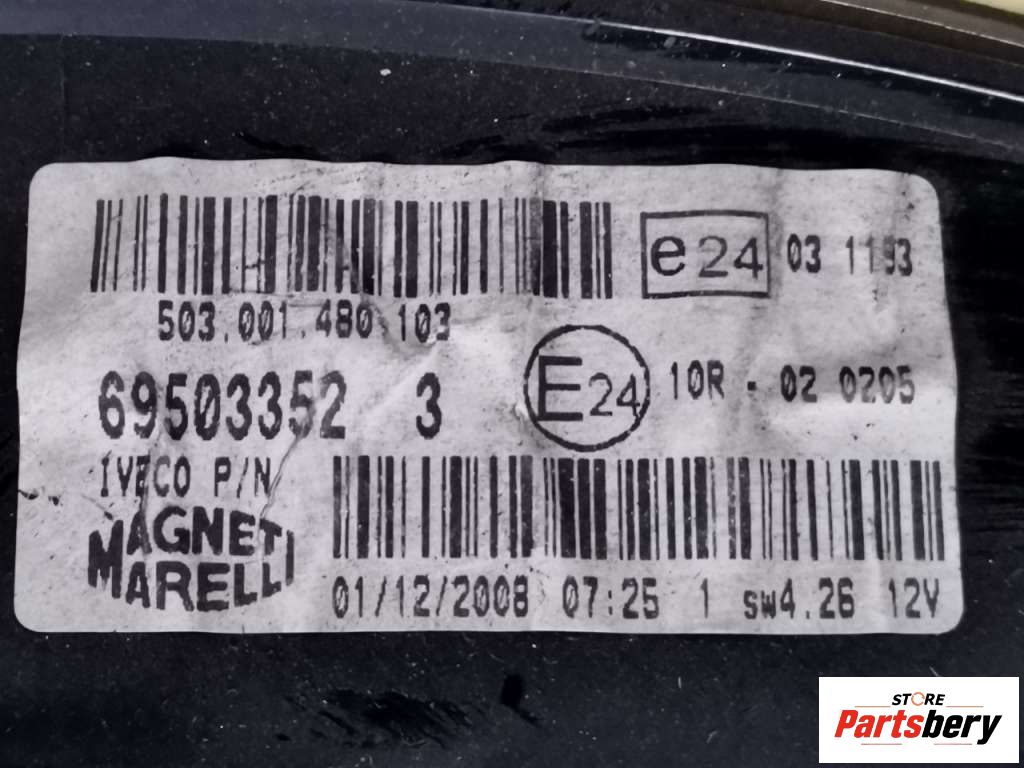 e24 03 1193
503.001.480 103
69503352 3
E24 10R - 02 0205
IVECO P/N
MAGNETI
MARELLI
01/12/2008 07:25 1 sw4.26 12V
STORE
Partsbery